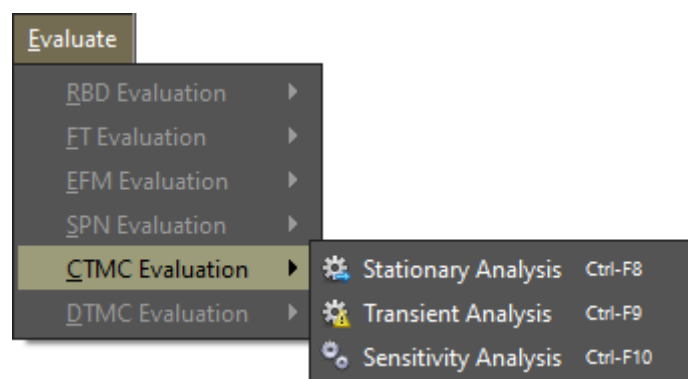 Evaluate
RBD Evaluation
FT Evaluation
EFM Evaluation
SPN Evaluation
CTMC Evaluation
DTMC Evaluation
Stationary Analysis Ctrl-F8
Transient Analysis Ctrl-F9
Sensitivity Analysis Ctrl-F10